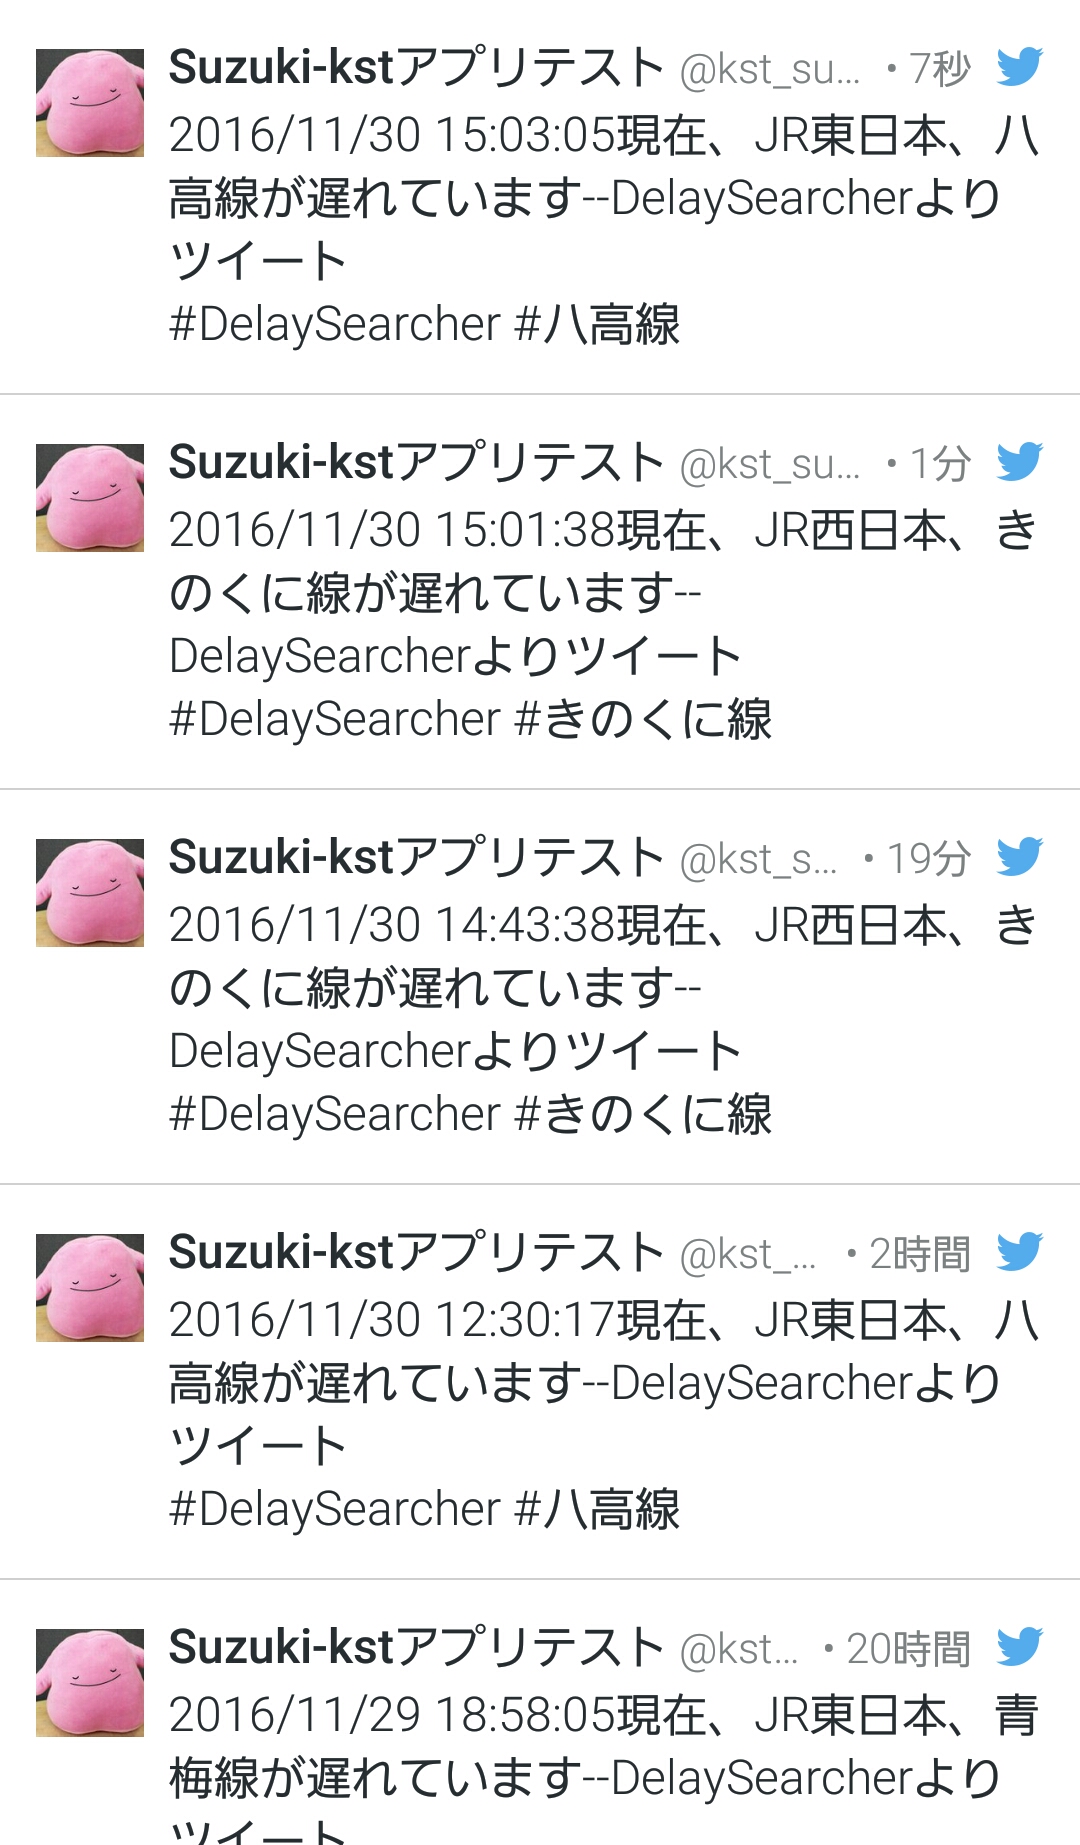 Suzuki-kstアプリテスト @kst_su… ・7秒
2016/11/30 15:03:05現在、JR東日本、八
高線が遅れています--DelaySearcherより
ツイート
#DelaySearcher #八高線
Suzuki-kstアプリテスト @kst_su… ・1分
2016/11/30 15:01:38現在、JR西日本、き
のくに線が遅れています--
DelaySearcherよりツイート
#DelaySearcher #きのくに線
Suzuki-kstアプリテスト @kst_s… ・19分
2016/11/30 14:43:38現在、JR西日本、き
のくに線が遅れています--
DelaySearcherよりツイート
#DelaySearcher #きのくに線
Suzuki-kstアプリテスト @kst_… ・2時間
2016/11/30 12:30:17現在、JR東日本、八
高線が遅れています--DelaySearcherより
ツイート
#DelaySearcher #八高線
Suzuki-kstアプリテスト @kst… ・20時間
2016/11/29 18:58:05現在、JR東日本、青
梅線が遅れています--DelaySearcherより
ツイート